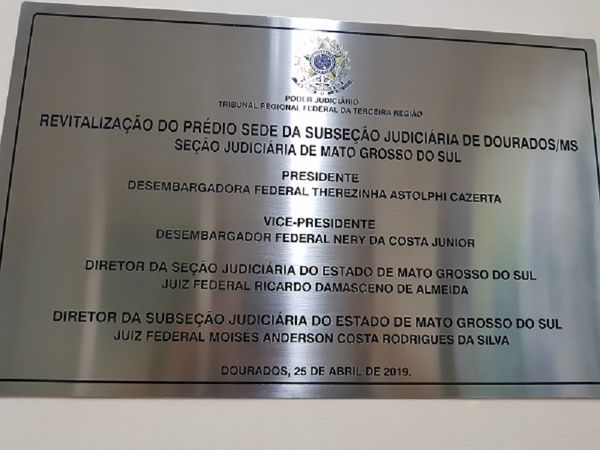 PODER JUDICIÁRIO
TRIBUNAL REGIONAL FEDERAL DA TERCEIRA REGIÃO
REVITALIZAÇÃO DO PRÉDIO SEDE DA SUBSEÇÃO JUDICIÁRIA DE DOURADOS/MS
SEÇÃO JUDICIÁRIA DE MATO GROSSO DO SUL
PRESIDENTE
DESEMBARGADORA FEDERAL THEREZINHA ASTOLPHI CAZERTA
VICE-PRESIDENTE
DESEMBARGADOR FEDERAL NERY DA COSTA JUNIOR
DIRETOR DA SEÇÃO JUDICIÁRIA DO ESTADO DE MATO GROSSO DO SUL
JUIZ FEDERAL RICARDO DAMASCENO DE ALMEIDA
DIRETOR DA SUBSEÇÃO JUDICIÁRIA DO ESTADO DE MATO GROSSO DO SUL
JUIZ FEDERAL MOISES ANDERSON COSTA RODRIGUES DA SILVA
DOURADOS, 25 DE ABRIL DE 2019.